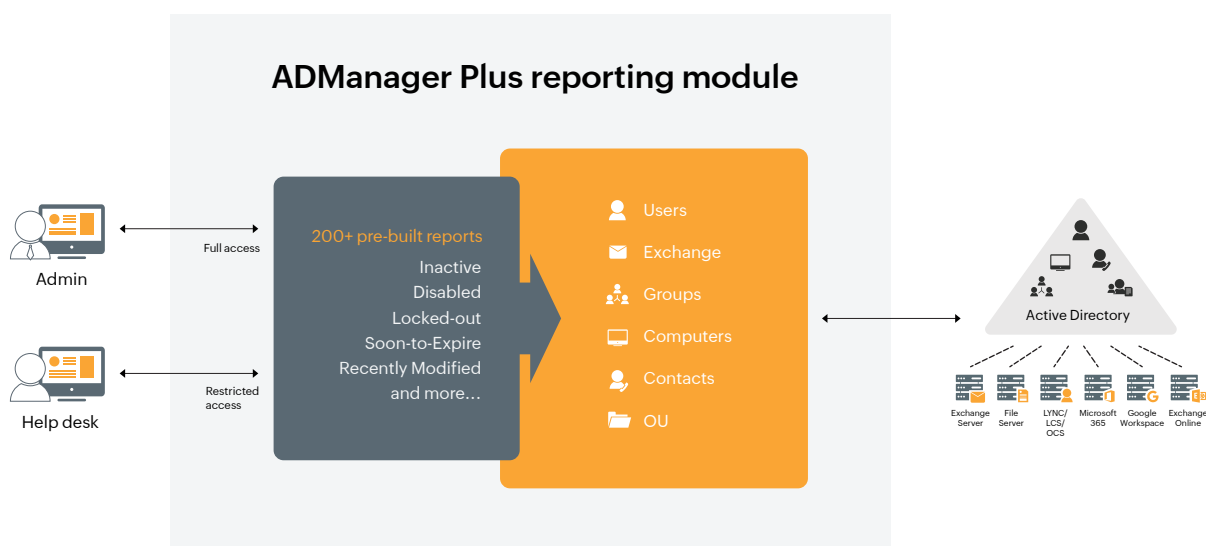 ADManager Plus reporting module
Full access
Admin
Restricted
access
Help desk
200+ pre-built reports
Inactive
Disabled
Locked-out
Soon-to-Expire
Recently Modified
and more...
Users
Exchange
Groups
Computers
Contacts
OU
Active Directory
Exchange
Server
File
Server
LYNC/
LCS/
OCS
Microsoft
365
Google
Workspace
Exchange
Online